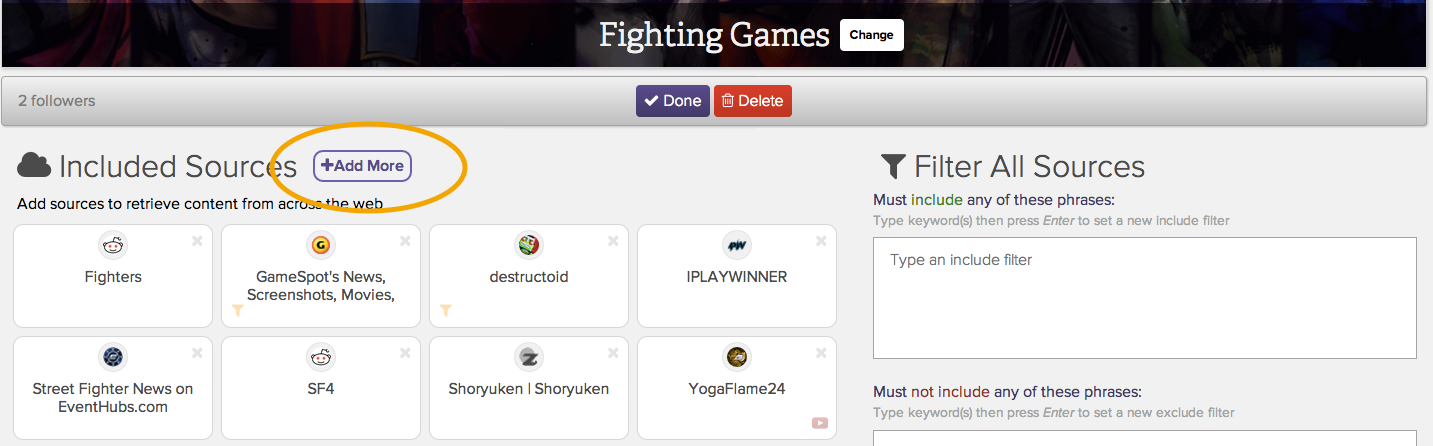 Fighting Games Change
2 followers
Done Delete
Included Sources +Add More
Add sources to retrieve content from across the web
Fighters
GameSpot's News,
Screenshots, Movies,
destructoid
IPLAYWINNER
Street Fighter News on
EventHubs.com
SF4
Shoryuken | Shoryuken
YogaFlame24
Filter All Sources
Must include any of these phrases:
Type keyword(s) then press Enter to set a new include filter
Type an include filter
Must not include any of these phrases:
Type keyword(s) then press Enter to set a new exclude filter